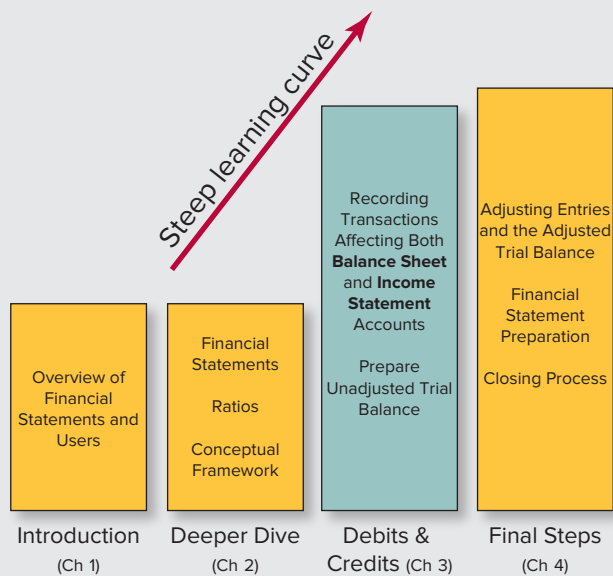 Steep learning curve
Overview of
Financial
Statements and
Users
Financial
Statements
Ratios
Conceptual
Framework
Recording
Transactions
Affecting Both
Balance Sheet
and Income
Statement
Accounts
Prepare
Unadjusted Trial
Balance
Adjusting Entries
and the Adjusted
Trial Balance
Financial
Statement
Preparation
Closing Process
Introduction
(Ch 1)
Deeper Dive
(Ch 2)
Debits &
Credits (Ch 3)
Final Steps
(Ch 4)